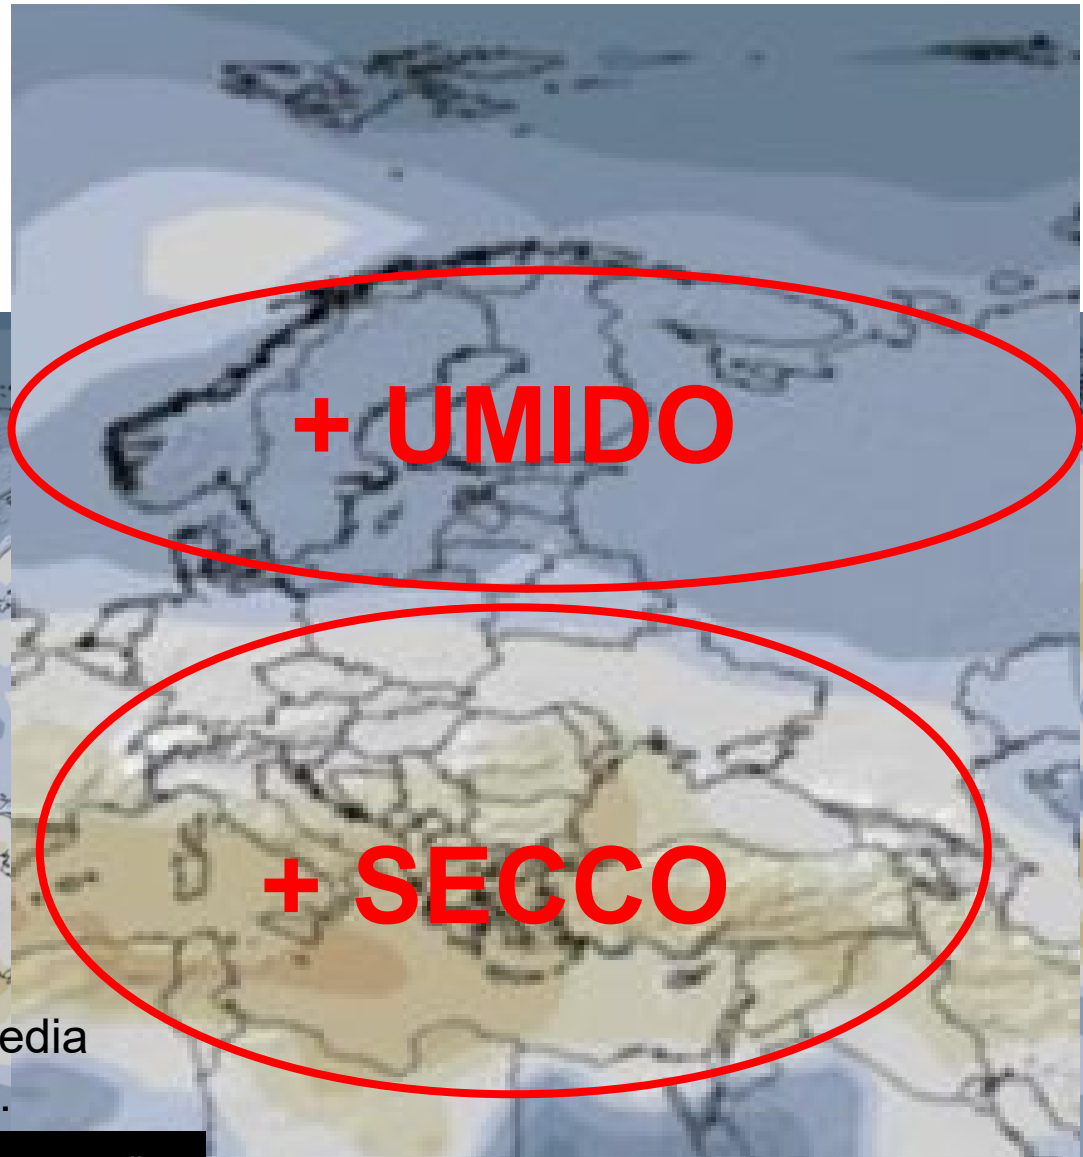 + UMIDO
+ SECCO
edia
.